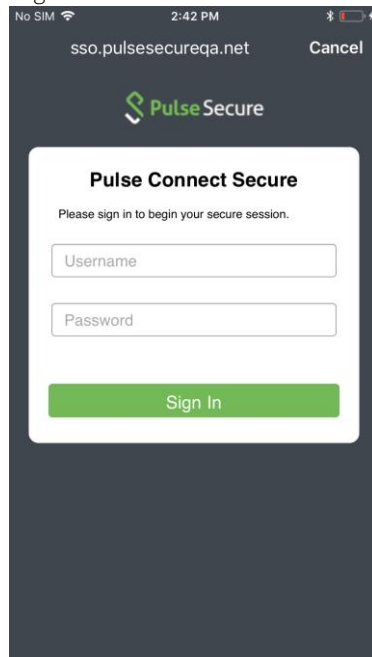 No SIM 2:42 PM
sso.pulsesecureqa.net Cancel
Pulse Secure
Pulse Connect Secure
Please sign in to begin your secure session.
Username
Password
Sign In